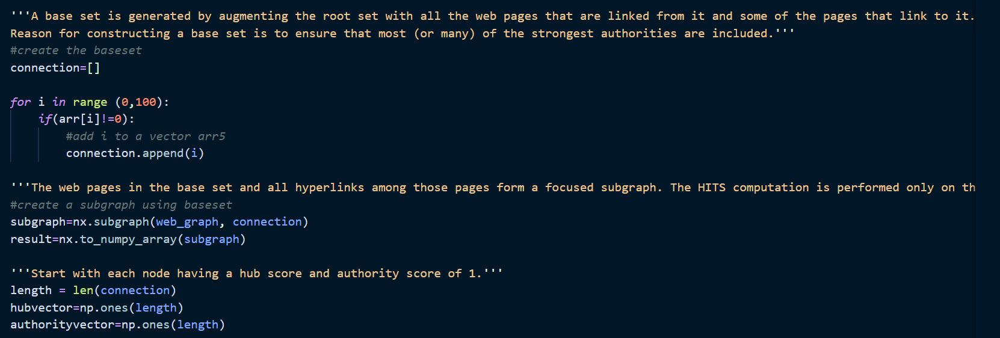 '''A base set is generated by augmenting the root set with all the web pages that are linked from it and some of the pages that link to it.
Reason for constructing a base set is to ensure that most (or many) of the strongest authorities are included.'''
#create the baseset
connection=[]
for i in range (0,100):
    if(arr[i]!=0):
        #add i to a vector arr5
        connection.append(i)
'''The web pages in the base set and all hyperlinks among those pages form a focused subgraph. The HITS computation is performed only on th
#create a subgraph using baseset
subgraph=nx.subgraph(web_graph, connection)
result=nx.to_numpy_array(subgraph)
'''Start with each node having a hub score and authority score of 1.'''
length = len(connection)
hubvector=np.ones(length)
authorityvector=np.ones(length)